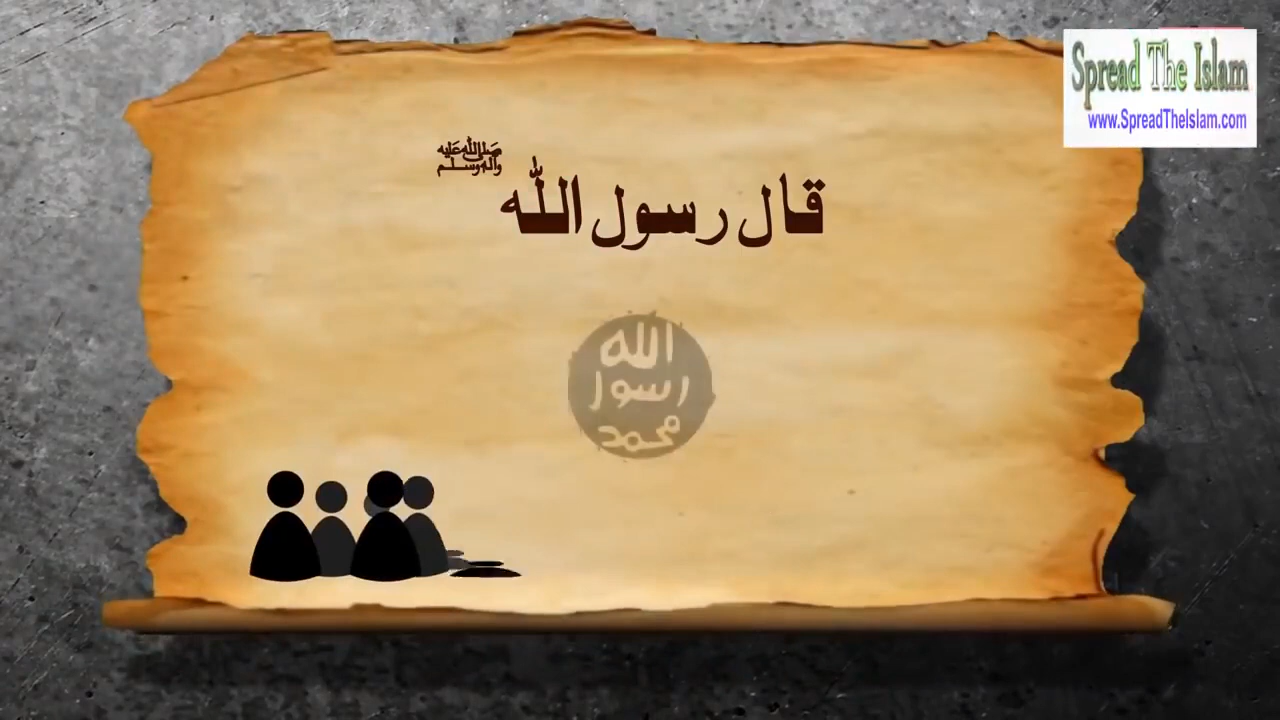 Spread The Islam
www.SpreadTheIslam.com
صلى الله عليه
وآله وسلم
قال رسول الله
الله
رسول
محمد